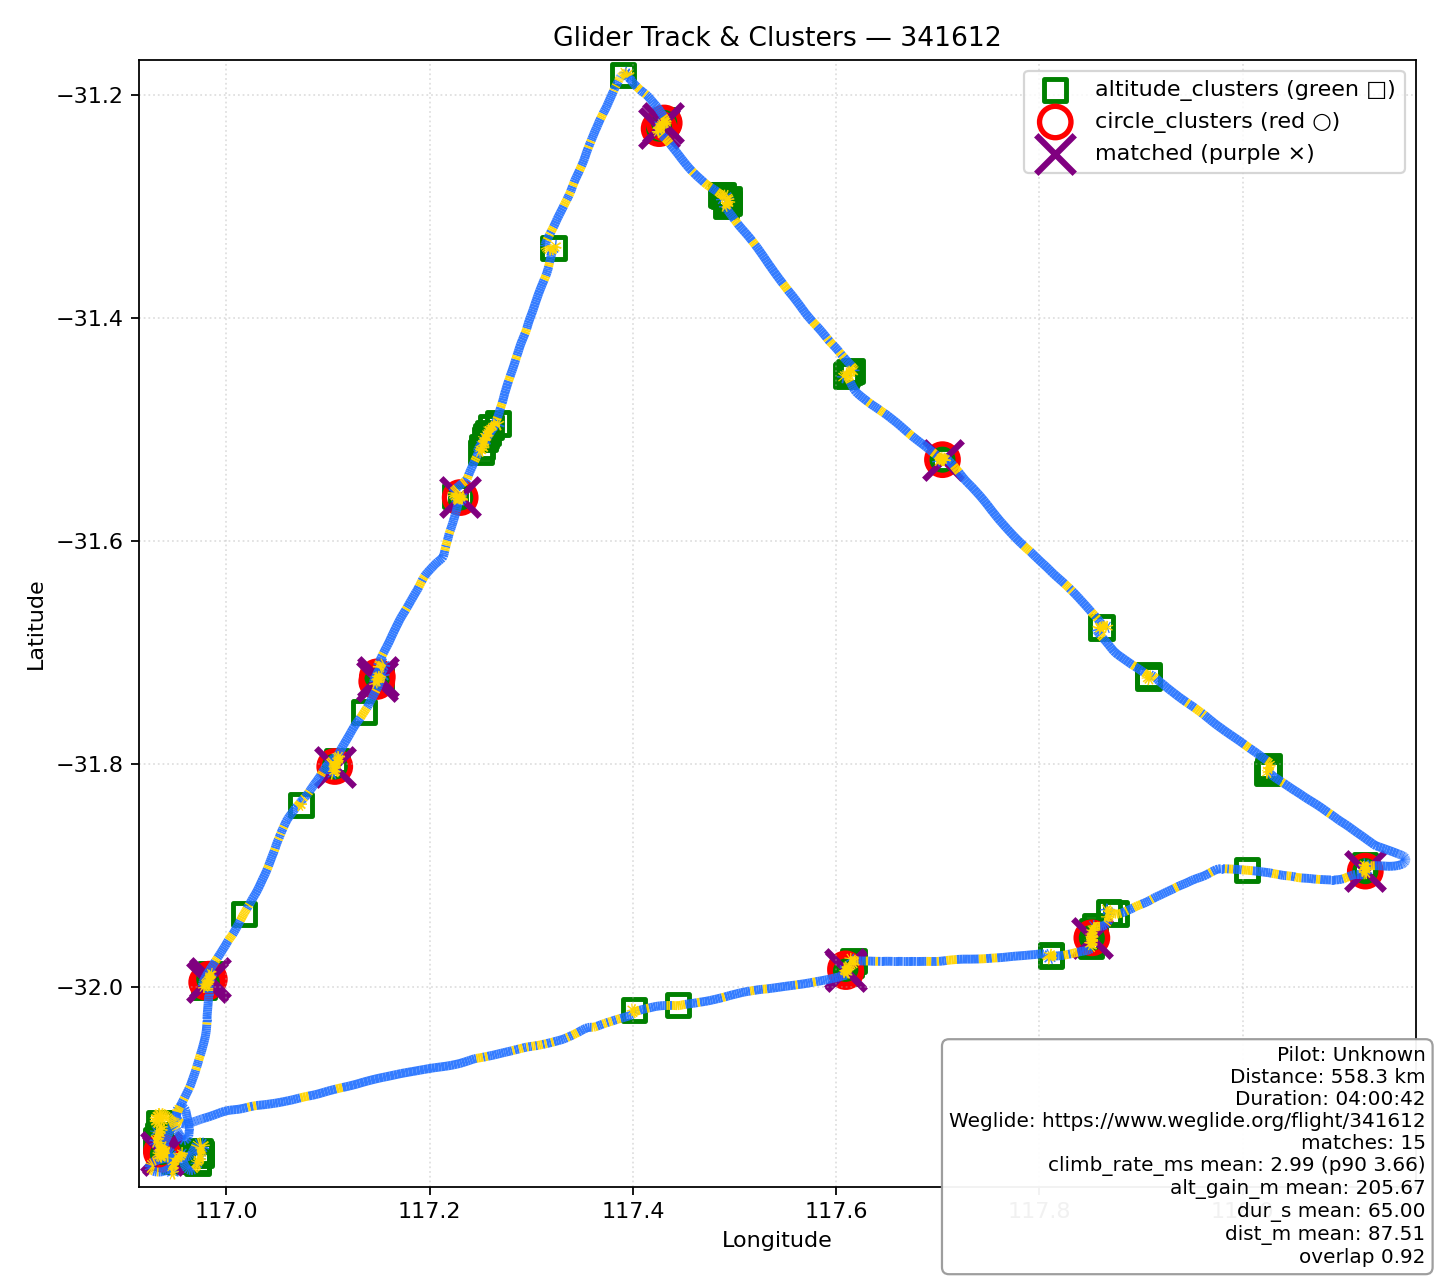 Glider Track & Clusters — 341612
altitude_clusters (green □)
circle_clusters (red ○)
matched (purple ×)
−31.2
−31.4
−31.6
−31.8
−32.0
Latitude
117.0
117.2
117.4
117.6
117.8
Longitude
Pilot: Unknown
Distance: 558.3 km
Duration: 04:00:42
Weglide: https://www.weglide.org/flight/341612
matches: 15
climb_rate_ms mean: 2.99 (p90 3.66)
alt_gain_m mean: 205.67
dur_s mean: 65.00
dist_m mean: 87.51
overlap 0.92